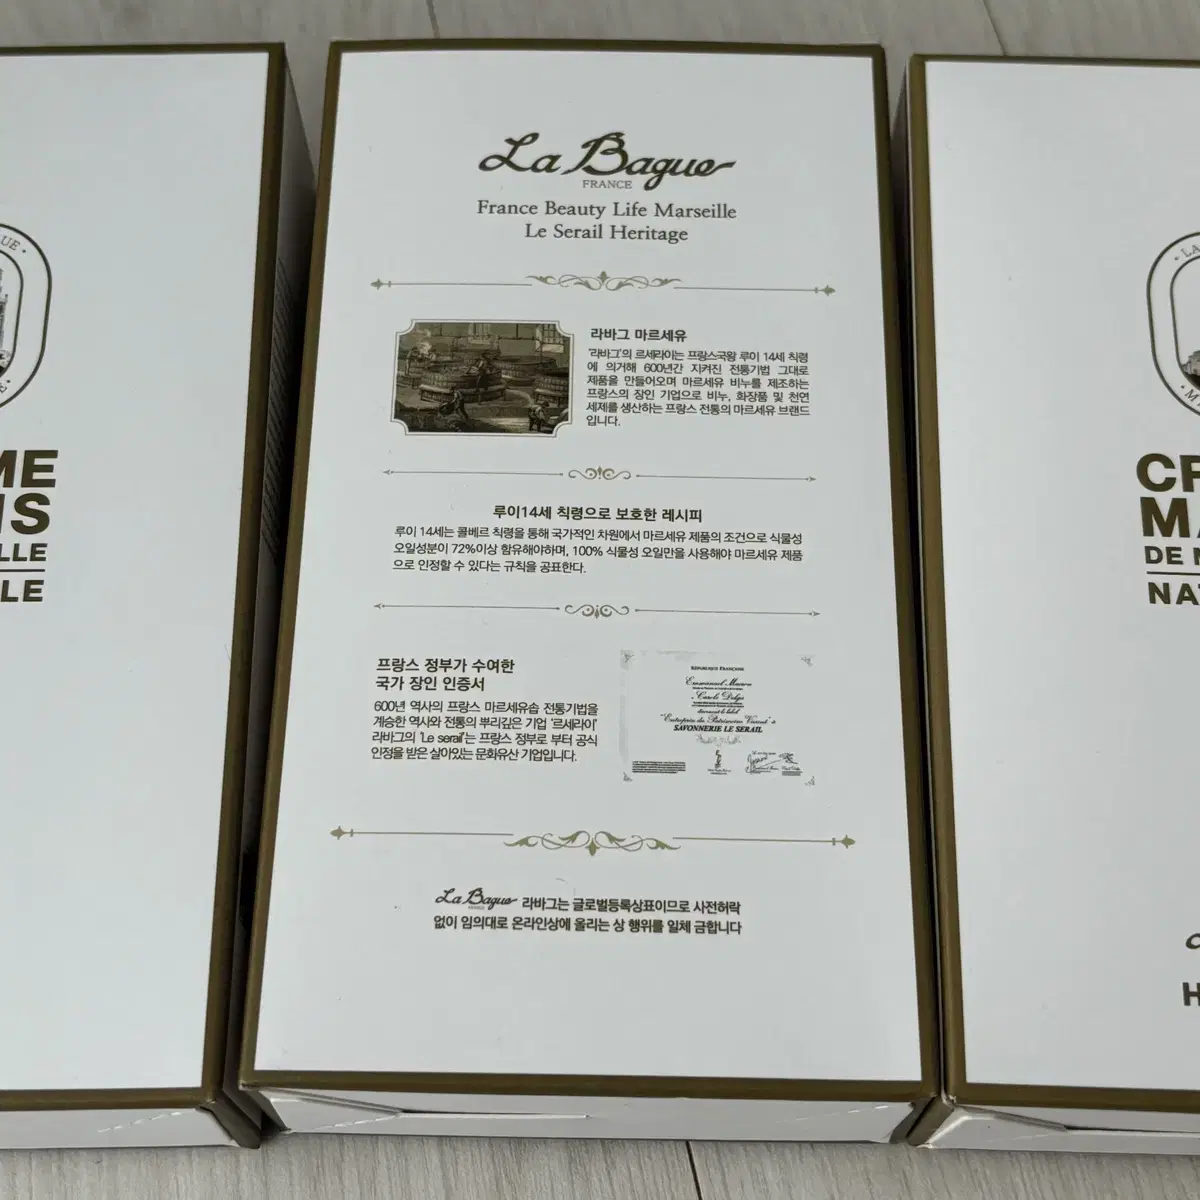 UE
ME
IS
LLE
LE
La Bague
FRANCE
France Beauty Life Marseille
Le Serail Heritage
라바그 마르세유
'라바그'의 르세라이는 프랑스국왕 루이 14세 칙령
에 의거해 600년간 지켜진 전통기법 그대로
제품을 만들어오며 마르세유 비누를 제조하는
프랑스의 장인 기업으로 비누, 화장품 및 천연
세제를 생산하는 프랑스 전통의 마르세유 브랜드
입니다.
루이14세 칙령으로 보호한 레시피
루이 14세는 콜베르 칙령을 통해 국가적인 차원에서 마르세유 제품의 조건으로 식물성
오일성분이 72%이상 함유해야하며, 100% 식물성 오일만을 사용해야 마르세유 제품
으로 인정할 수 있다는 규칙을 공표한다.
프랑스 정부가 수여한
국가 장인 인증서
600년 역사의 프랑스 마르세유솝 전통기법을
계승한 역사와 전통의 뿌리깊은 기업 '르세라이'
라바그의 'Le serail'는 프랑스 정부로 부터 공식
인정을 받은 살아있는 문화유산 기업입니다.
RÉPUBLIQUE FRANÇAISE
Emmanuel Macron
Carole Delga
décernent le label
"Entreprise du Patrimoine Vivant" à
SAVONNERIE LE SERAIL
La Bague 라바그는 글로벌등록상표이므로 사전허락
없이 임의대로 온라인상에 올리는 상 행위를 일체 금합니다
LA
CR
MA
DE M
NAT
H